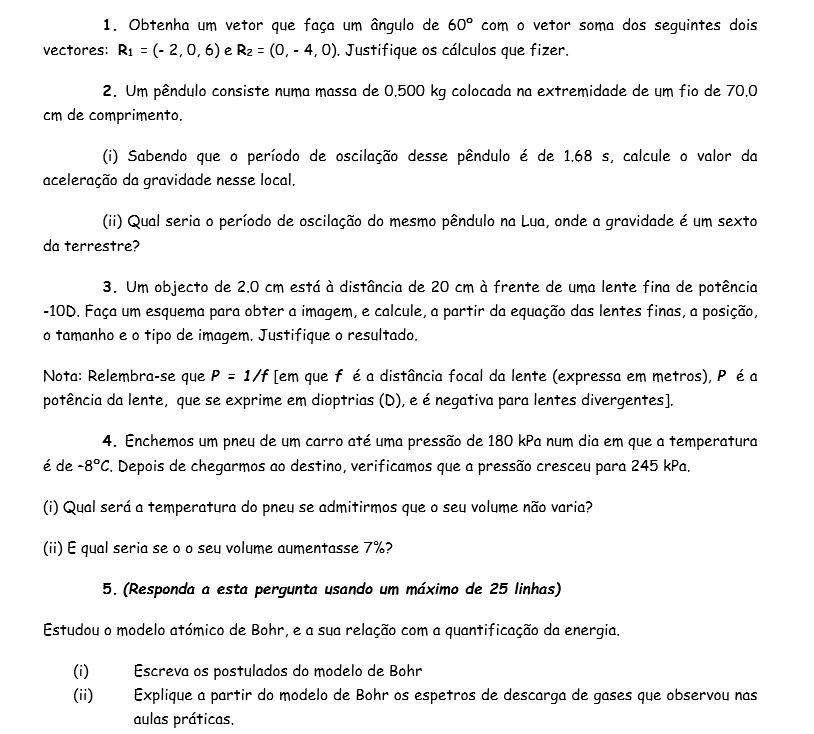 1. Obtenha um vetor que faça um ângulo de 60º com o vetor soma dos seguintes dois
vectores: R₁ = (- 2, 0, 6) e R₂ = (0, - 4, 0). Justifique os cálculos que fizer.
2. Um pêndulo consiste numa massa de 0.500 kg colocada na extremidade de um fio de 70.0
cm de comprimento.
(i) Sabendo que o período de oscilação desse pêndulo é de 1.68 s, calcule o valor da
aceleração da gravidade nesse local.
(ii) Qual seria o período de oscilação do mesmo pêndulo na Lua, onde a gravidade é um sexto
da terrestre?
3. Um objecto de 2.0 cm está à distância de 20 cm à frente de uma lente fina de potência
-10D. Faça um esquema para obter a imagem, e calcule, a partir da equação das lentes finas, a posição,
o tamanho e o tipo de imagem. Justifique o resultado.
Nota: Relembra-se que P = 1/f [em que f é a distância focal da lente (expressa em metros), P é a
potência da lente, que se exprime em dioptrias (D), e é negativa para lentes divergentes].
4. Enchemos um pneu de um carro até uma pressão de 180 kPa num dia em que a temperatura
é de -8ºC. Depois de chegarmos ao destino, verificamos que a pressão cresceu para 245 kPa.
(i) Qual será a temperatura do pneu se admitirmos que o seu volume não varia?
(ii) E qual seria se o o seu volume aumentasse 7%?
5. (Responda a esta pergunta usando um máximo de 25 linhas)
Estudou o modelo atómico de Bohr, e a sua relação com a quantificação da energia.
(i) Escreva os postulados do modelo de Bohr
(ii) Explique a partir do modelo de Bohr os espetros de descarga de gases que observou nas
aulas práticas.